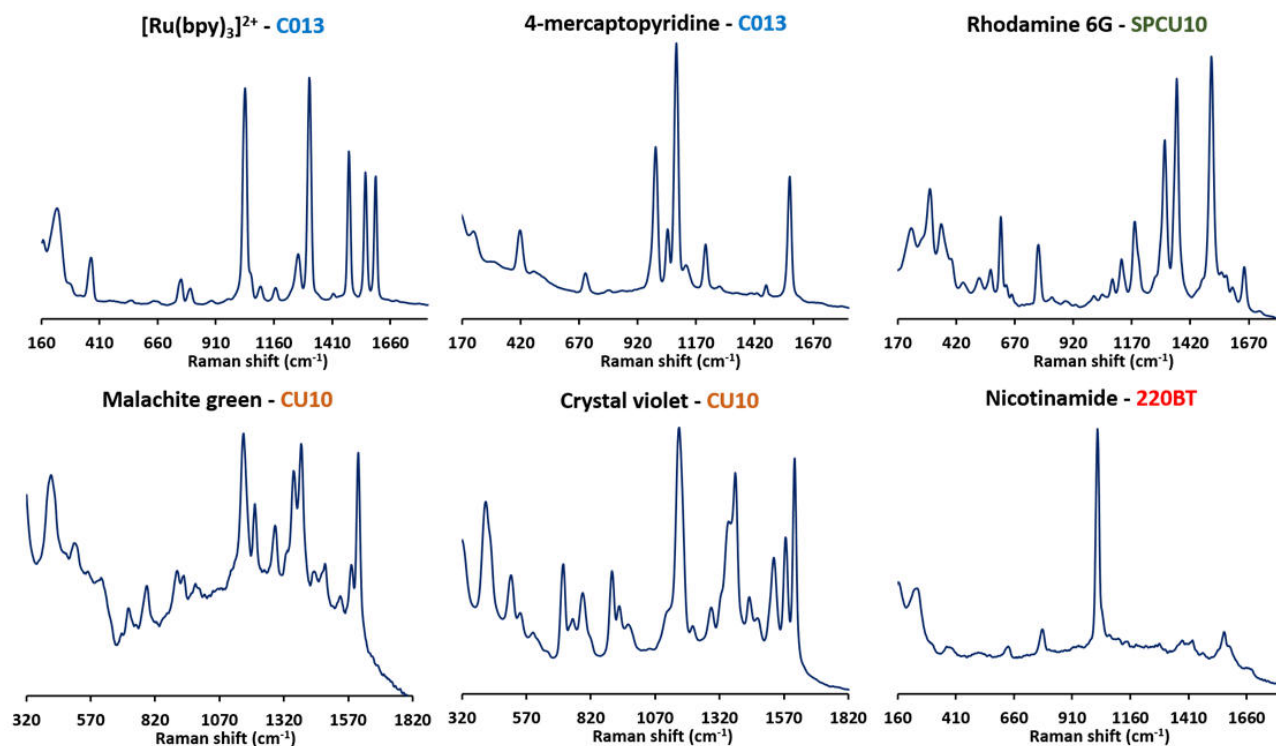 [Ru(bpy)₃]²⁺ - C013
4-mercaptopyridine - C013
Rhodamine 6G - SPCU10
160 410 660 910 1160 1410 1660
Raman shift (cm⁻¹)
170 420 670 920 1170 1420 1670
Raman shift (cm⁻¹)
170 420 670 920 1170 1420 1670
Raman shift (cm⁻¹)
Malachite green - CU10
Crystal violet - CU10
Nicotinamide - 220BT
320 570 820 1070 1320 1570 1820
Raman shift (cm⁻¹)
320 570 820 1070 1320 1570 1820
Raman shift (cm⁻¹)
160 410 660 910 1160 1410 1660
Raman shift (cm⁻¹)